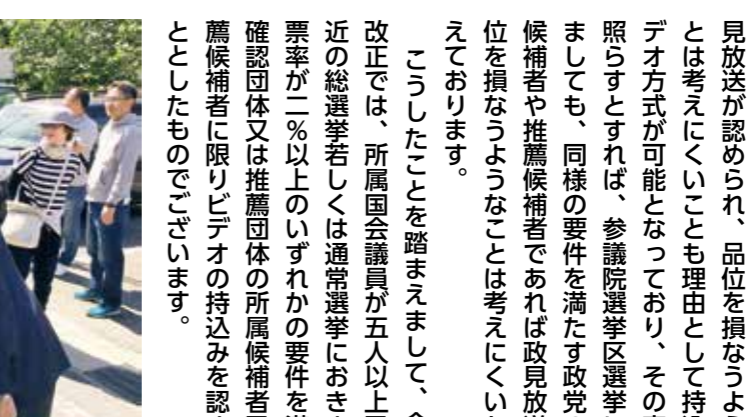 見放送が認められ、品位を損なうよ
とは考えにくいことも理由として持
デオ方式が可能となっており、その
照らすとすれば、参議院選挙区選挙
ましても、同様の要件を満たす政党
候補者や推薦候補者であれば政見放
位を損なうようなことは考えにくい
えております。
こうしたことを踏まえまして、
改正では、所属国会議員が五人以上
近の総選挙若しくは通常選挙におき
票率が二％以上のいずれかの要件を
確認団体又は推薦団体の所属候補者
薦候補者に限りビデオの持込みを認
ととしたものでございます。